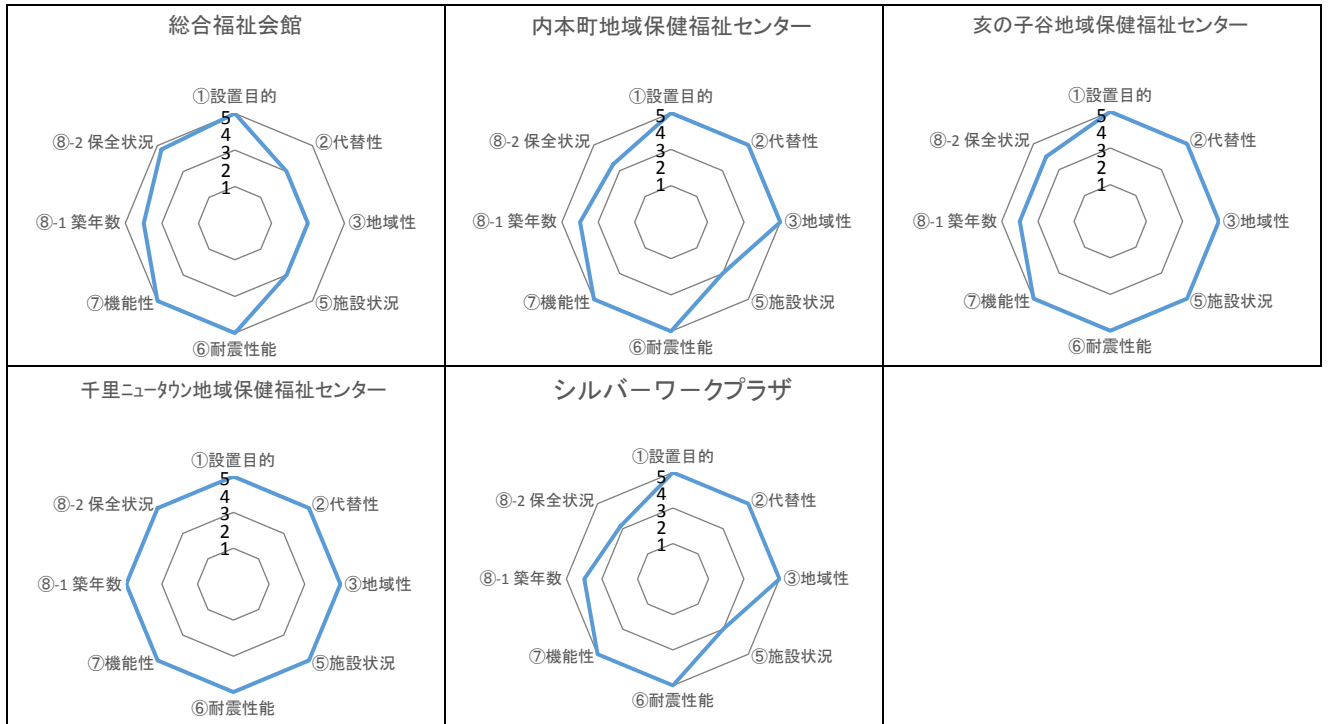 総合福祉会館
①設置目的
5
4
3
2
1
②代替性
③地域性
⑤施設状況
⑥耐震性能
⑦機能性
⑧-1 築年数
⑧-2 保全状況
内本町地域保健福祉センター
①設置目的
5
4
3
2
1
②代替性
③地域性
⑤施設状況
⑥耐震性能
⑦機能性
⑧-1 築年数
⑧-2 保全状況
亥の子谷地域保健福祉センター
①設置目的
5
4
3
2
1
②代替性
③地域性
⑤施設状況
⑥耐震性能
⑦機能性
⑧-1 築年数
⑧-2 保全状況
千里ニュータウン地域保健福祉センター
①設置目的
5
4
3
2
1
②代替性
③地域性
⑤施設状況
⑥耐震性能
⑦機能性
⑧-1 築年数
⑧-2 保全状況
シルバーワークプラザ
①設置目的
5
4
3
2
1
②代替性
③地域性
⑤施設状況
⑥耐震性能
⑦機能性
⑧-1 築年数
⑧-2 保全状況